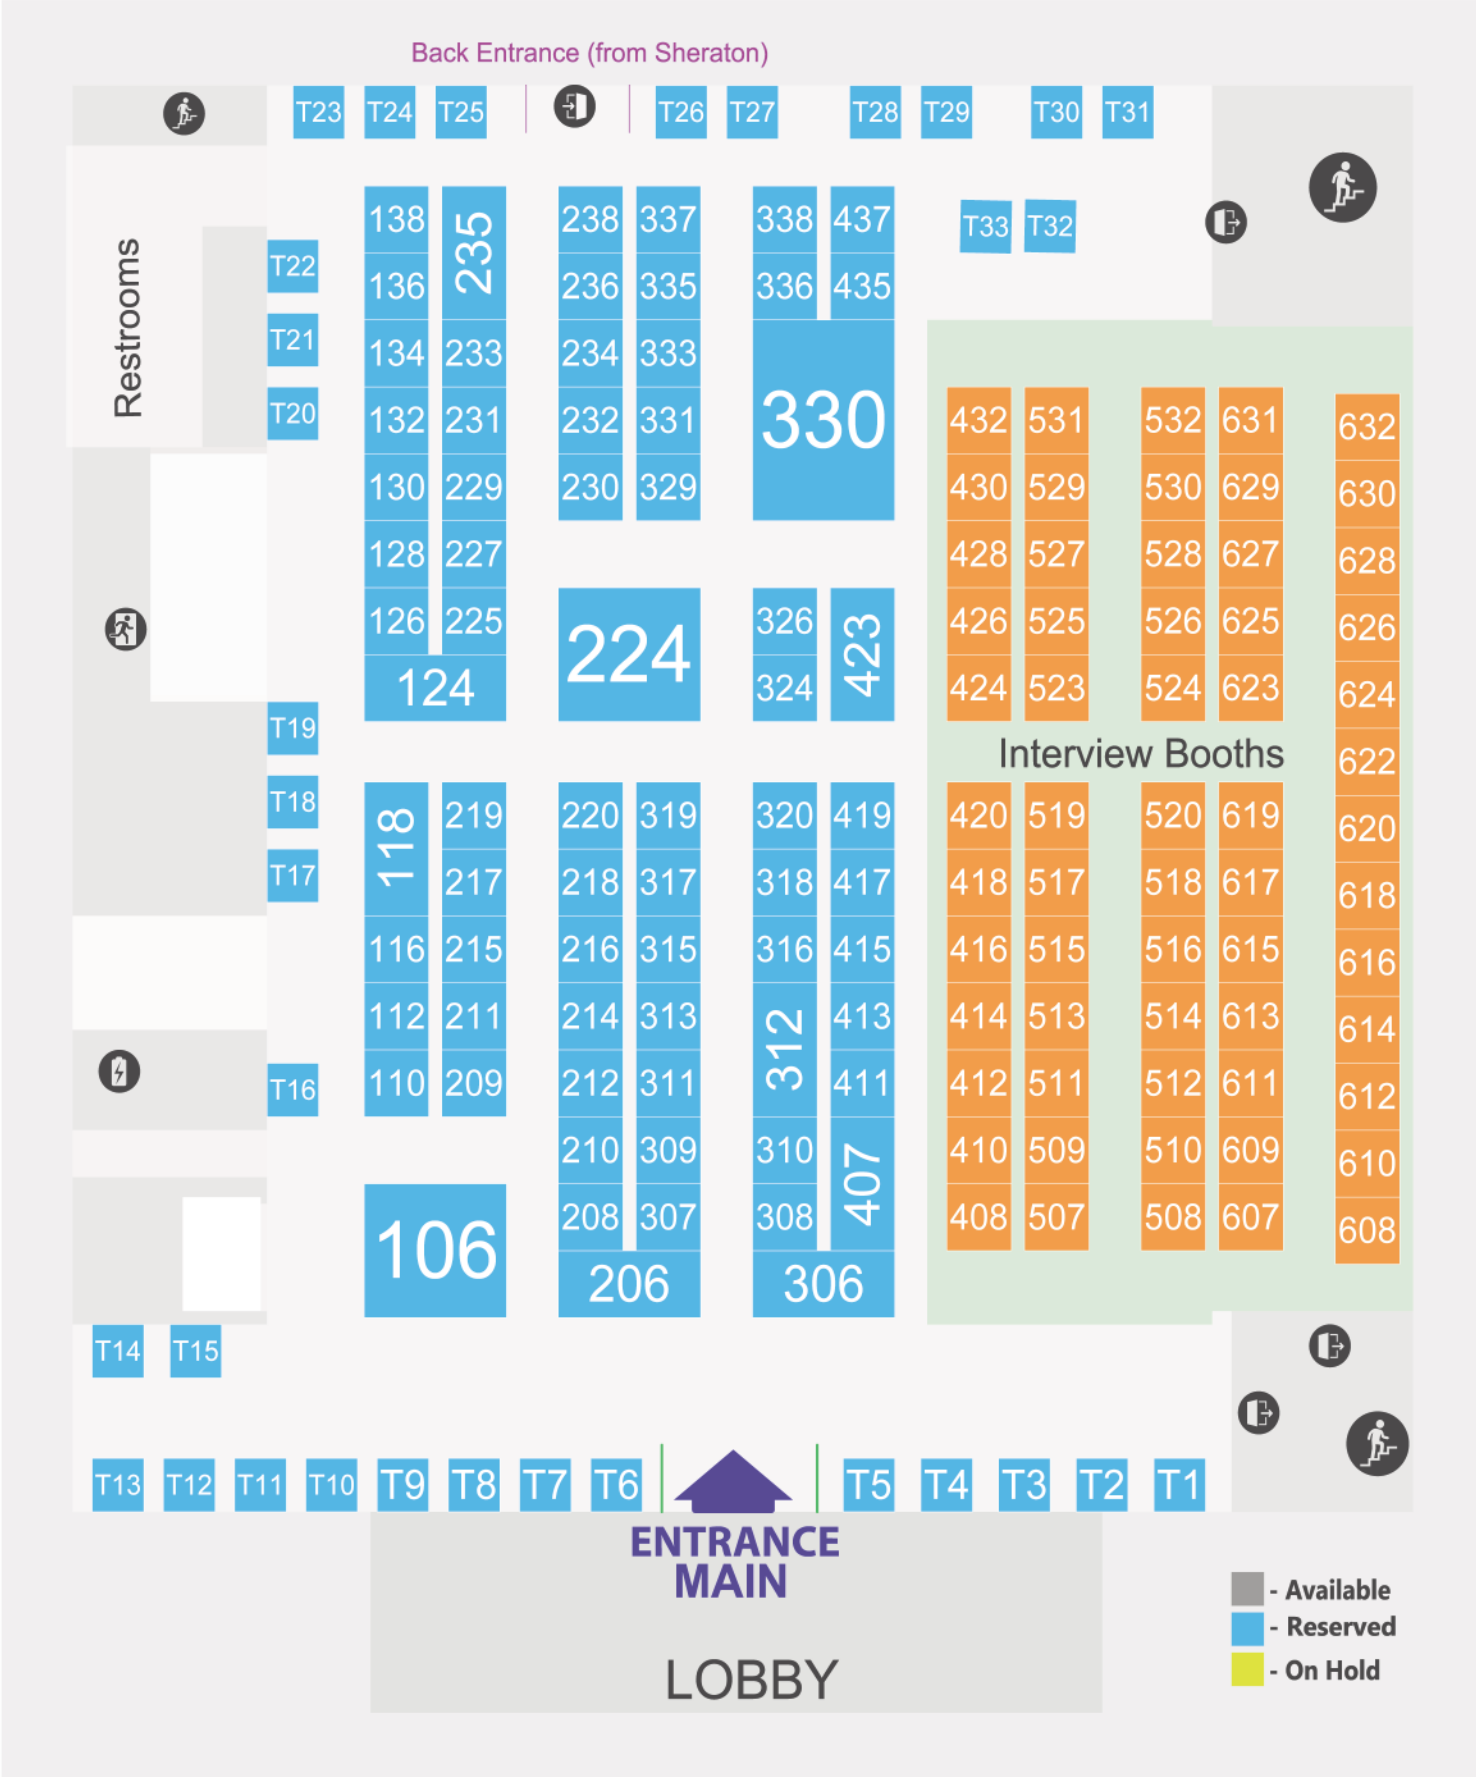 Back Entrance (from Sheraton)
T23 T24 T25 T26 T27 T28 T29 T30 T31
138 235 238 337 338 437 T33 T32
Restrooms
T22
136 236 335 336 435
T21
134 233 234 333
T20
132 231 232 331 330 432 531 532 631 632
130 229 230 329 430 529 530 629 630
128 227 428 527 528 627 628
126 225 224 326 423 426 525 526 625 626
124 324 424 523 524 623 624
T19
Interview Booths
622
T18
118 219 220 319 320 419 420 519 520 619 620
T17
217 218 317 318 417 418 517 518 617 618
116 215 216 315 316 415 416 515 516 615 616
112 211 214 313 312 413 414 513 514 613 614
T16
110 209 212 311 411 412 511 512 611 612
210 309 310 407 410 509 510 609 610
106 208 307 308 408 507 508 607 608
206 306
T14 T15
T13 T12 T11 T10 T9 T8 T7 T6 T5 T4 T3 T2 T1
ENTRANCE
MAIN
LOBBY
- Available
- Reserved
- On Hold